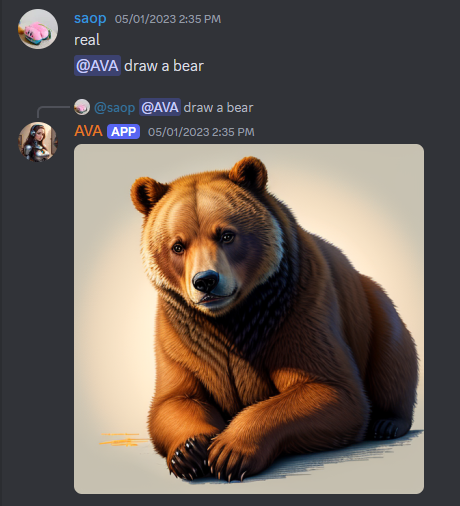 saop 05/01/2023 2:35 PM
real
@AVA draw a bear
@saop @AVA draw a bear
AVA APP 05/01/2023 2:35 PM